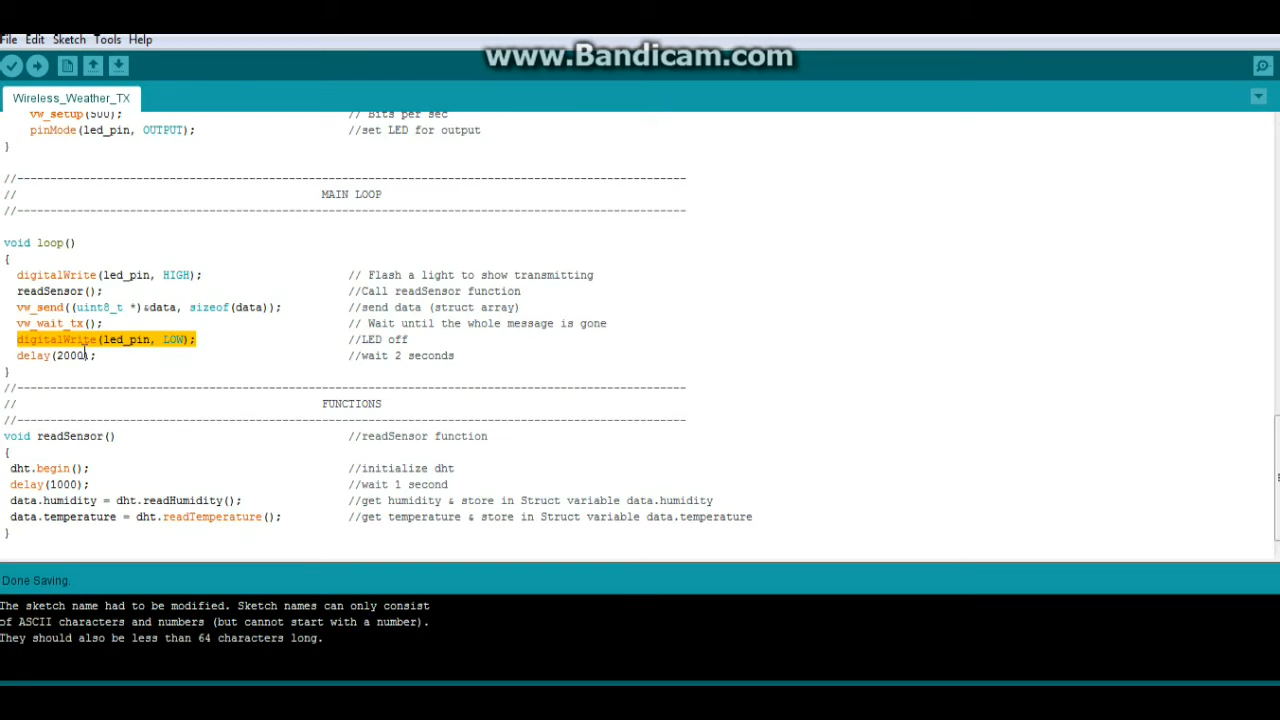 File Edit Sketch Tools Help
www.Bandicam.com
Wireless_Weather_TX
vw_setup(500); // Bits per sec
pinMode(led_pin, OUTPUT); //set LED for output
}
//-----------------------------------------------------------------------------------------------------
// MAIN LOOP
//-----------------------------------------------------------------------------------------------------
void loop()
{
digitalWrite(led_pin, HIGH); // Flash a light to show transmitting
readSensor(); //Call readSensor function
vw_send((uint8_t *)&data, sizeof(data)); //send data (struct array)
vw_wait_tx(); // Wait until the whole message is gone
digitalWrite(led_pin, LOW); //LED off
delay(2000); //wait 2 seconds
}
//-----------------------------------------------------------------------------------------------------
// FUNCTIONS
//-----------------------------------------------------------------------------------------------------
void readSensor() //readSensor function
{
dht.begin(); //initialize dht
delay(1000); //wait 1 second
data.humidity = dht.readHumidity(); //get humidity & store in Struct variable data.humidity
data.temperature = dht.readTemperature(); //get temperature & store in Struct variable data.temperature
}
Done Saving.
The sketch name had to be modified. Sketch names can only consist
of ASCII characters and numbers (but cannot start with a number).
They should also be less than 64 characters long.